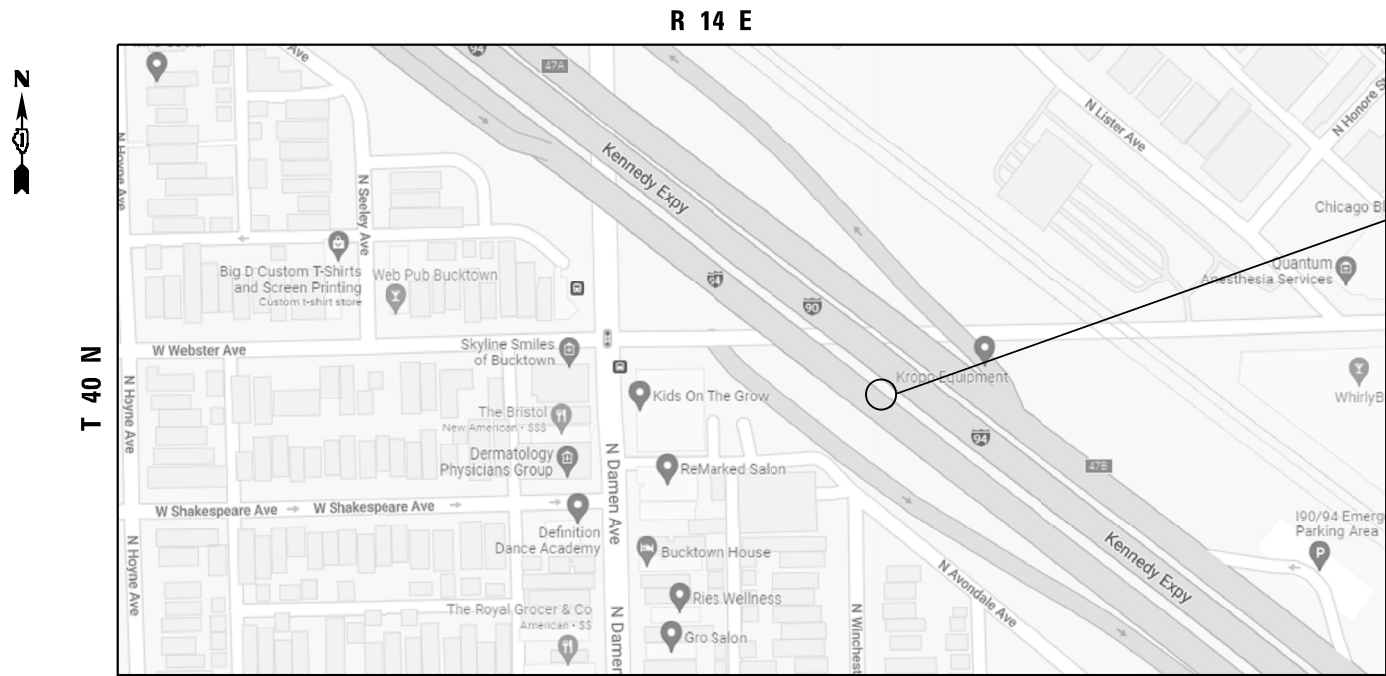 R 14 E
N
T 40 N
Ave
94
47A
N Lister Ave
N Honore S
N Hoyne Ave
Kennedy Expy
N Seeley Ave
Chicago Bl
Big D Custom T-Shirts
and Screen Printing
Custom t-shirt store
Web Pub Bucktown
94
90
Quantum
Anesthesia Services
W Webster Ave
Skyline Smiles
of Bucktown
Kropp Equipment
N Hoyne Ave
Kids On The Grow
WhirlyB
The Bristol
New American • $$$
94
Dermatology
Physicians Group
N Damen Ave
ReMarked Salon
47B
W Shakespeare Ave
W Shakespeare Ave
Definition
Dance Academy
I90/94 Emerg
Parking Area
P
N Hoyne Ave
Bucktown House
Kennedy Expy
N Avondale Ave
Ries Wellness
The Royal Grocer & Co
American • $$
N Damen
Gro Salon
N Winchest